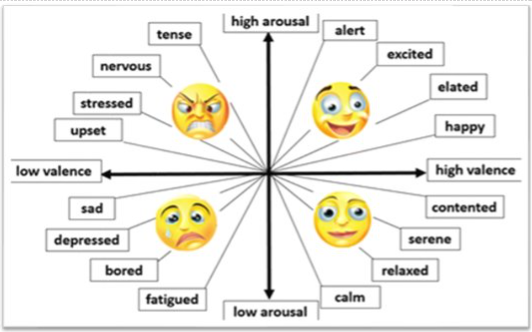 high arousal
tense
alert
nervous
excited
stressed
elated
upset
happy
low valence
high valence
sad
contented
depressed
serene
bored
relaxed
fatigued
calm
low arousal